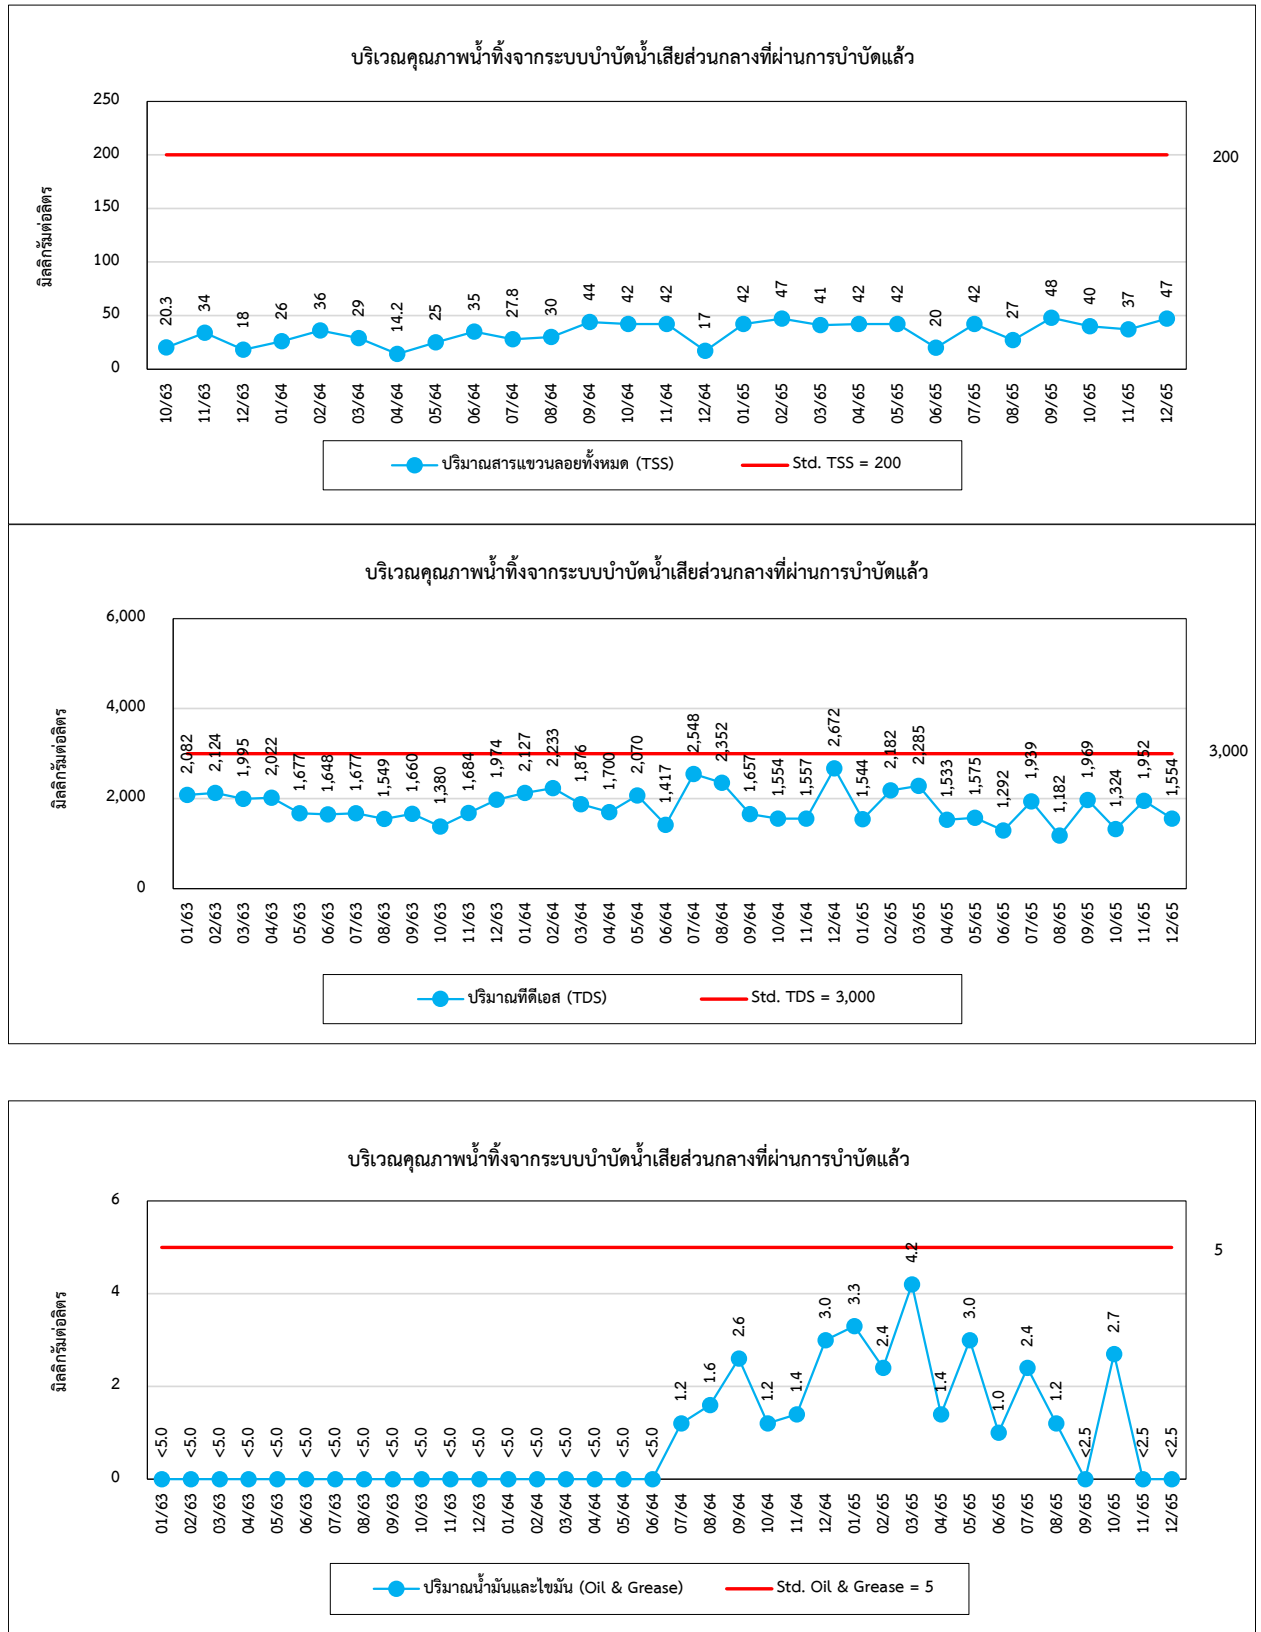 บริเวณคุณภาพน้ำทิ้งจากระบบบำบัดน้ำเสียส่วนกลางที่ผ่านการบำบัดแล้ว
250
200
150
100
50
0
มิลลิกรัมต่อลิตร
200
20.3 34 18 26 36 29 14.2 25 35 27.8 30 44 42 42 17 42 47 41 42 42 20 42 27 48 40 37 47
10/63 11/63 12/63 01/64 02/64 03/64 04/64 05/64 06/64 07/64 08/64 09/64 10/64 11/64 12/64 01/65 02/65 03/65 04/65 05/65 06/65 07/65 08/65 09/65 10/65 11/65 12/65
ปริมาณสารแขวนลอยทั้งหมด (TSS) Std. TSS = 200
บริเวณคุณภาพน้ำทิ้งจากระบบบำบัดน้ำเสียส่วนกลางที่ผ่านการบำบัดแล้ว
6,000
4,000
2,000
0
มิลลิกรัมต่อลิตร
3,000
2,082 2,124 1,995 2,022 1,677 1,648 1,677 1,549 1,660 1,380 1,684 1,974 2,127 2,233 1,876 1,700 2,070 1,417 2,548 2,352 1,657 1,554 1,557 2,672 1,544 2,182 2,285 1,533 1,575 1,292 1,939 1,182 1,969 1,324 1,952 1,554
01/63 02/63 03/63 04/63 05/63 06/63 07/63 08/63 09/63 10/63 11/63 12/63 01/64 02/64 03/64 04/64 05/64 06/64 07/64 08/64 09/64 10/64 11/64 12/64 01/65 02/65 03/65 04/65 05/65 06/65 07/65 08/65 09/65 10/65 11/65 12/65
ปริมาณทีดีเอส (TDS) Std. TDS = 3,000
บริเวณคุณภาพน้ำทิ้งจากระบบบำบัดน้ำเสียส่วนกลางที่ผ่านการบำบัดแล้ว
6
4
2
0
มิลลิกรัมต่อลิตร
5
<5.0 <5.0 <5.0 <5.0 <5.0 <5.0 <5.0 <5.0 <5.0 <5.0 <5.0 <5.0 <5.0 <5.0 <5.0 <5.0 <5.0 <5.0 1.2 1.6 2.6 1.2 1.4 3.0 3.3 2.4 4.2 1.4 3.0 1.0 2.4 1.2 <2.5 2.7 <2.5 <2.5
01/63 02/63 03/63 04/63 05/63 06/63 07/63 08/63 09/63 10/63 11/63 12/63 01/64 02/64 03/64 04/64 05/64 06/64 07/64 08/64 09/64 10/64 11/64 12/64 01/65 02/65 03/65 04/65 05/65 06/65 07/65 08/65 09/65 10/65 11/65 12/65
ปริมาณน้ำมันและไขมัน (Oil & Grease) Std. Oil & Grease = 5